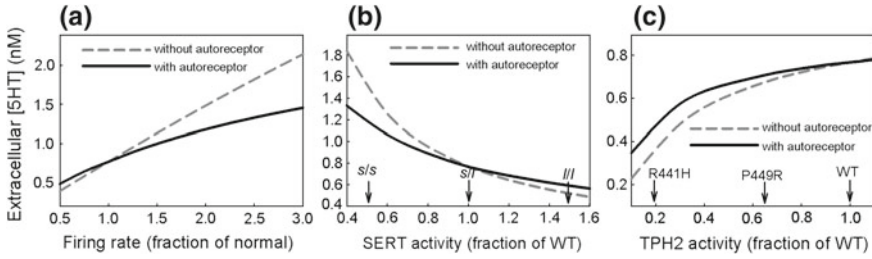 (a)
Extracellular [5HT] (nM)
2.0
1.5
1.0
0.5
without autoreceptor
with autoreceptor
0.5 1.0 1.5 2.0 2.5 3.0
Firing rate (fraction of normal)
(b)
1.8
1.6
1.4
1.2
1.0
0.8
0.6
0.4
without autoreceptor
with autoreceptor
s/s s/l l/l
0.4 0.6 0.8 1.0 1.2 1.4 1.6
SERT activity (fraction of WT)
(c)
0.8
0.6
0.4
0.2
without autoreceptor
with autoreceptor
R441H P449R WT
0.2 0.4 0.6 0.8 1.0
TPH2 activity (fraction of WT)